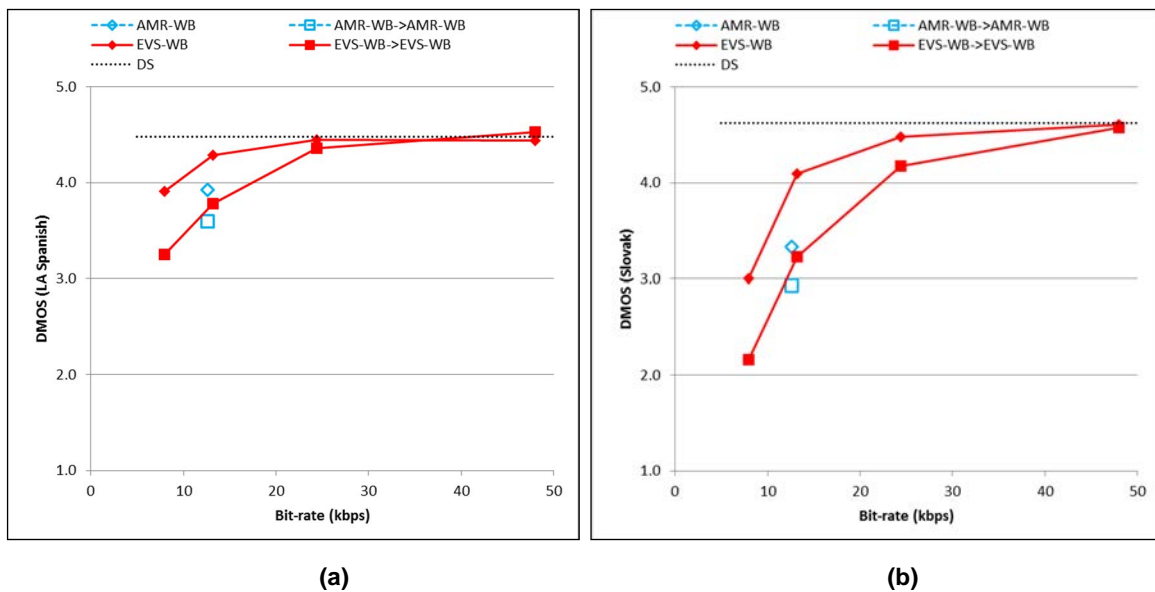 AMR-WB AMR-WB->AMR-WB
EVS-WB EVS-WB->EVS-WB
DS
5.0
4.0
3.0
2.0
1.0
0 10 20 30 40 50
DMOS (LA Spanish)
Bit-rate (kbps)
(a)
AMR-WB AMR-WB->AMR-WB
EVS-WB EVS-WB->EVS-WB
DS
5.0
4.0
3.0
2.0
1.0
0 10 20 30 40 50
DMOS (Slovak)
Bit-rate (kbps)
(b)